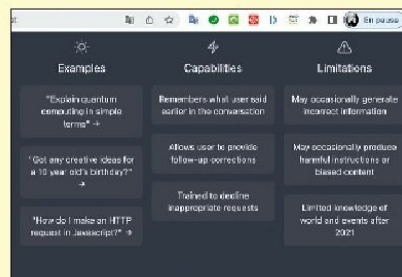 En pause
Examples
"Explain quantum
computing in simple
terms" →
"Got any creative ideas for
a 10 year old's birthday?"
→
"How do I make an HTTP
request in Javascript?" →
Capabilities
Remembers what user said
earlier in the conversation
Allows user to provide
follow-up corrections
Trained to decline
inappropriate requests
Limitations
May occasionally generate
incorrect information
May occasionally produce
harmful instructions or
biased content
Limited knowledge of
world and events after
2021